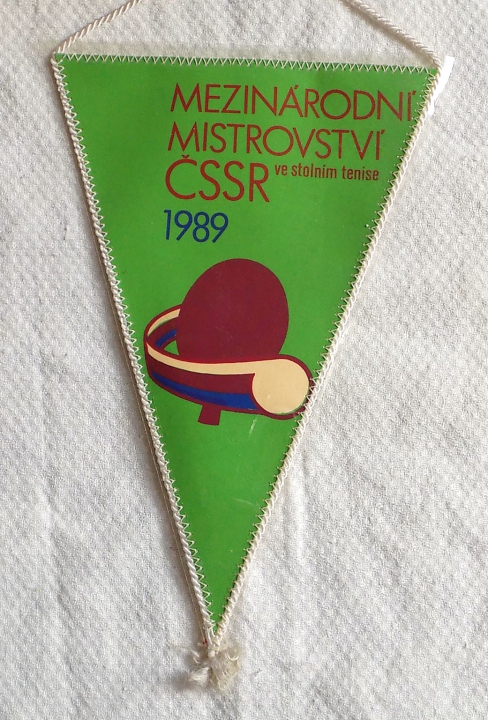 MEZINÁRODNÍ
MISTROVSTVÍ
ČSSR ve stolním tenise
1989